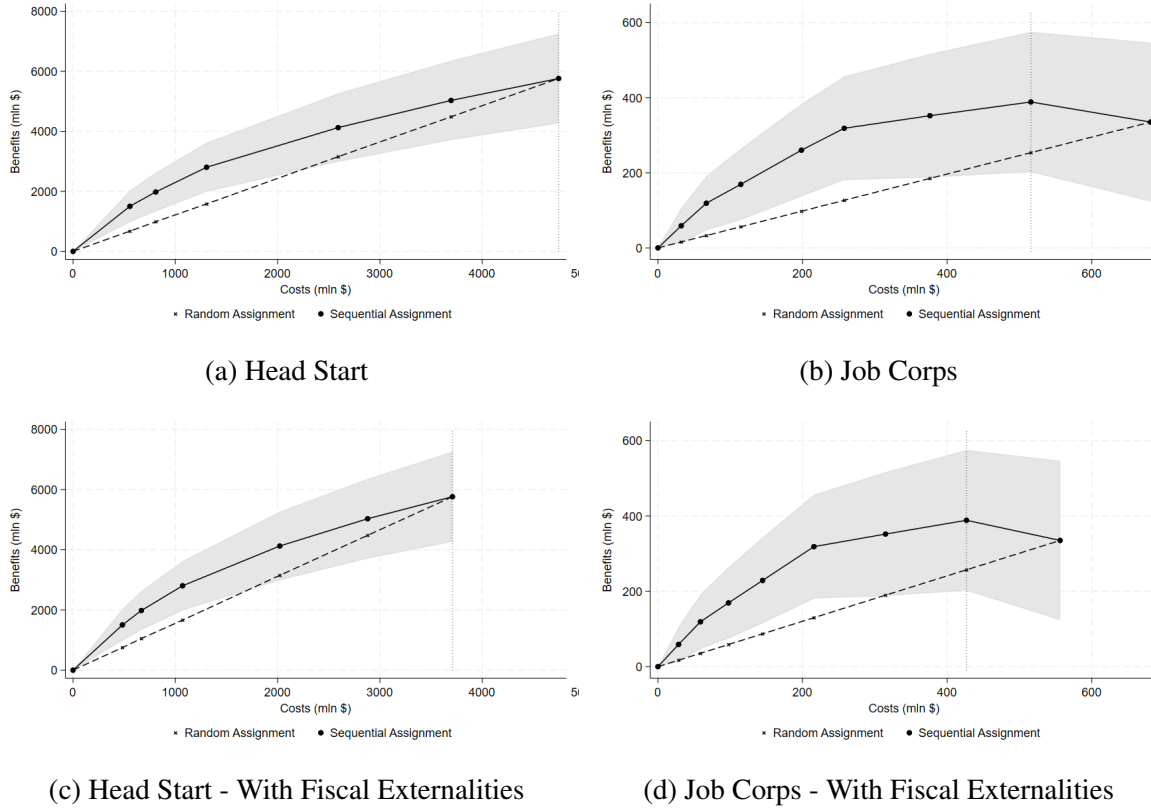 8000
6000
4000
2000
0
Benefits (mln $)
0 1000 2000 3000 4000 50
Costs (mln $)
× Random Assignment ● Sequential Assignment
(a) Head Start
600
400
200
0
Benefits (mln $)
0 200 400 600
Costs (mln $)
× Random Assignment ● Sequential Assignment
(b) Job Corps
8000
6000
4000
2000
0
Benefits (mln $)
0 1000 2000 3000 4000 50
Costs (mln $)
× Random Assignment ● Sequential Assignment
(c) Head Start - With Fiscal Externalities
600
400
200
0
Benefits (mln $)
0 200 400 600
Costs (mln $)
× Random Assignment ● Sequential Assignment
(d) Job Corps - With Fiscal Externalities